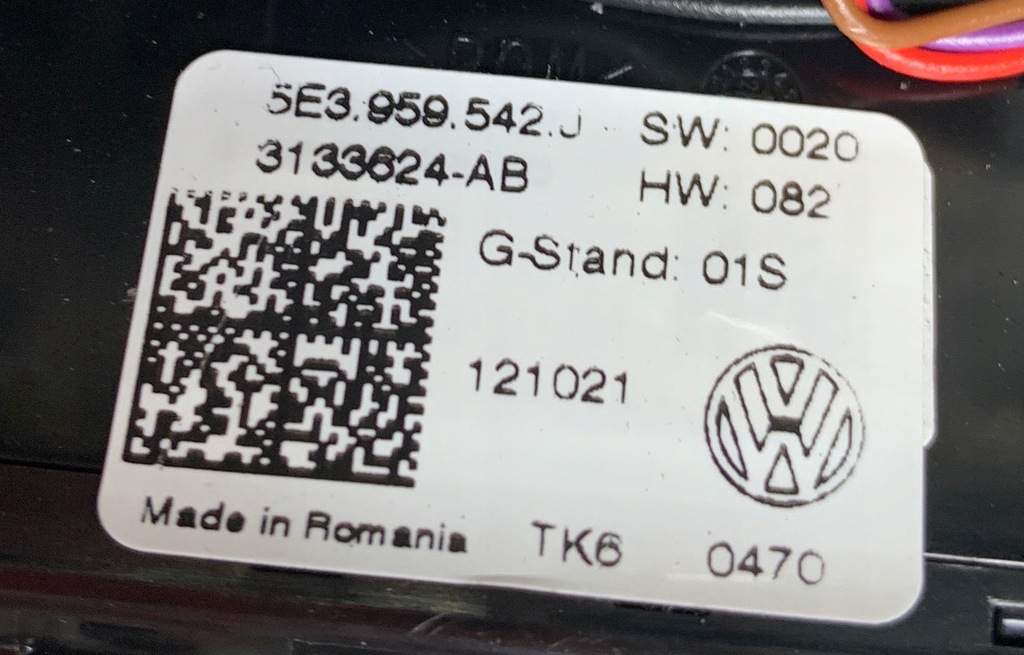 5E3.959.542.J SW: 0020
3133624-AB HW: 082
G-Stand: 01S
121021
Made in Romania TK6 0470